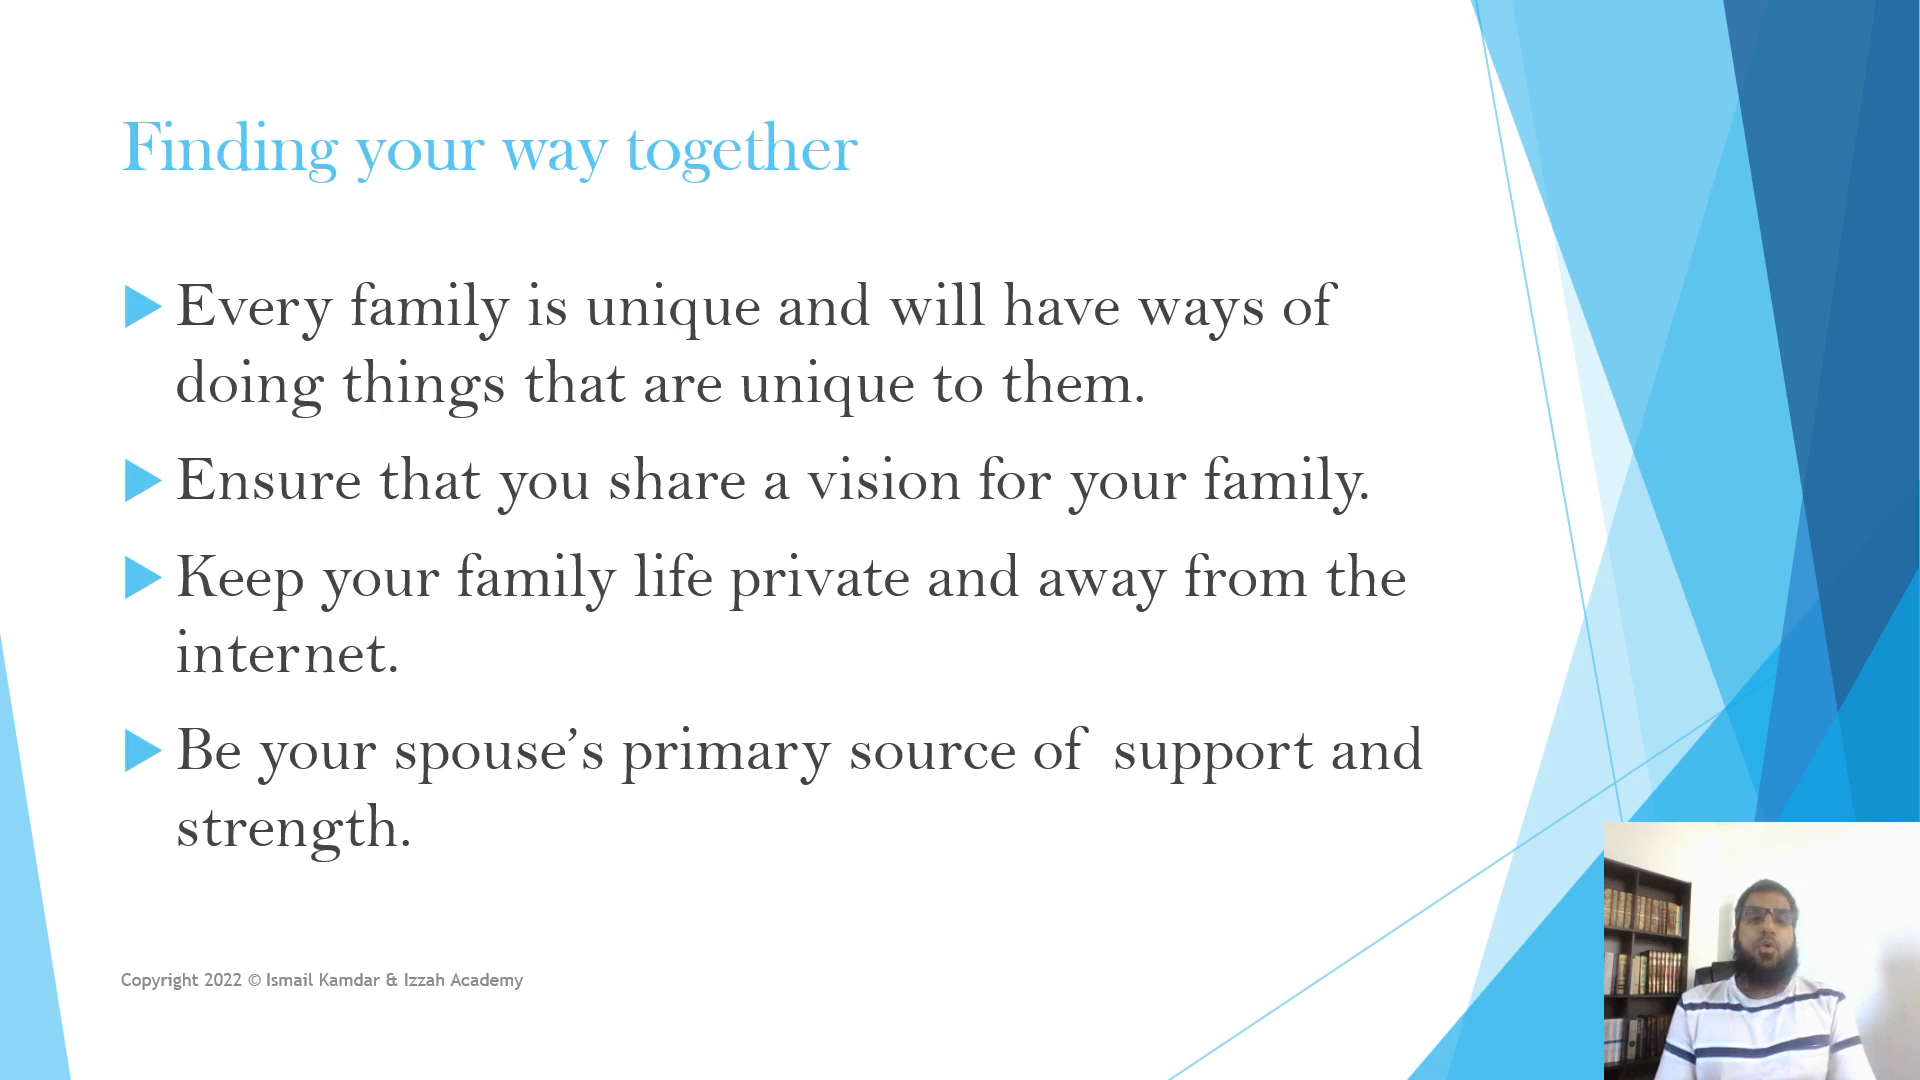 Finding your way together
Every family is unique and will have ways of
doing things that are unique to them.
Ensure that you share a vision for your family.
Keep your family life private and away from the
internet.
Be your spouse’s primary source of support and
strength.
Copyright 2022 © Ismail Kamdar & Izzah Academy